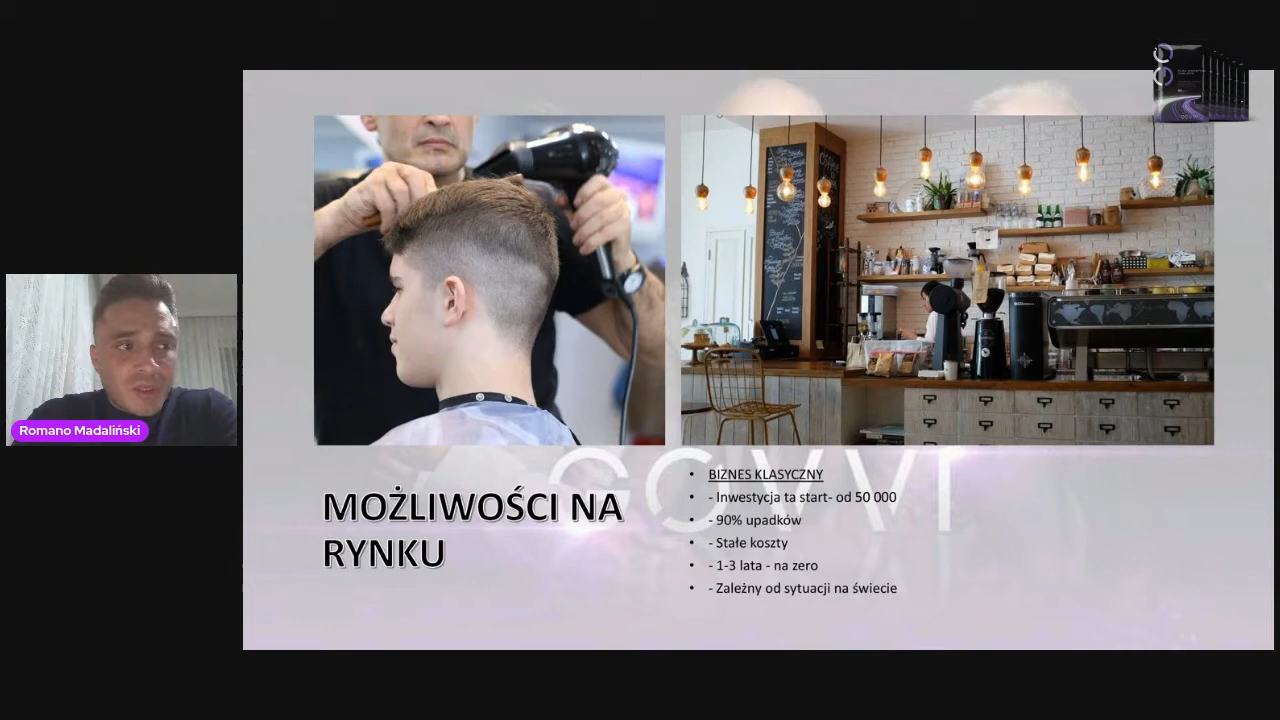 Romano Madaliński
MOŻLIWOŚCI NA
RYNKU
GOVVI
• BIZNES KLASYCZNY
• - Inwestycja ta start- od 50 000
• - 90% upadków
• - Stałe koszty
• - 1-3 lata - na zero
• - Zależny od sytuacji na świecie